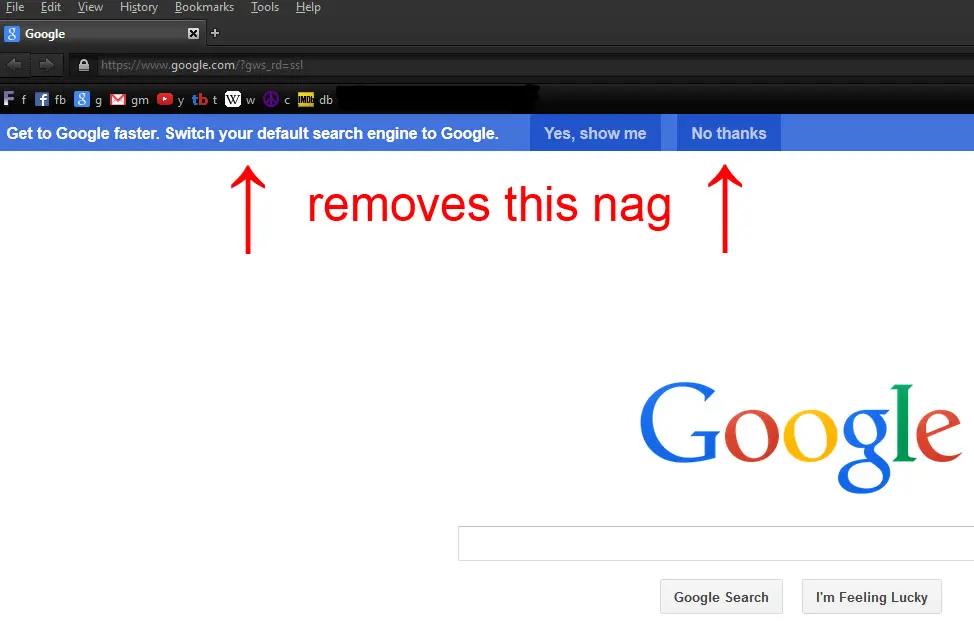 File Edit View History Bookmarks Tools Help
Google
https://www.google.com/?gws_rd=ssl
F f f fb g g gm y tb t W w c IMDb db
Get to Google faster. Switch your default search engine to Google. Yes, show me No thanks
removes this nag
Google
Google Search I'm Feeling Lucky